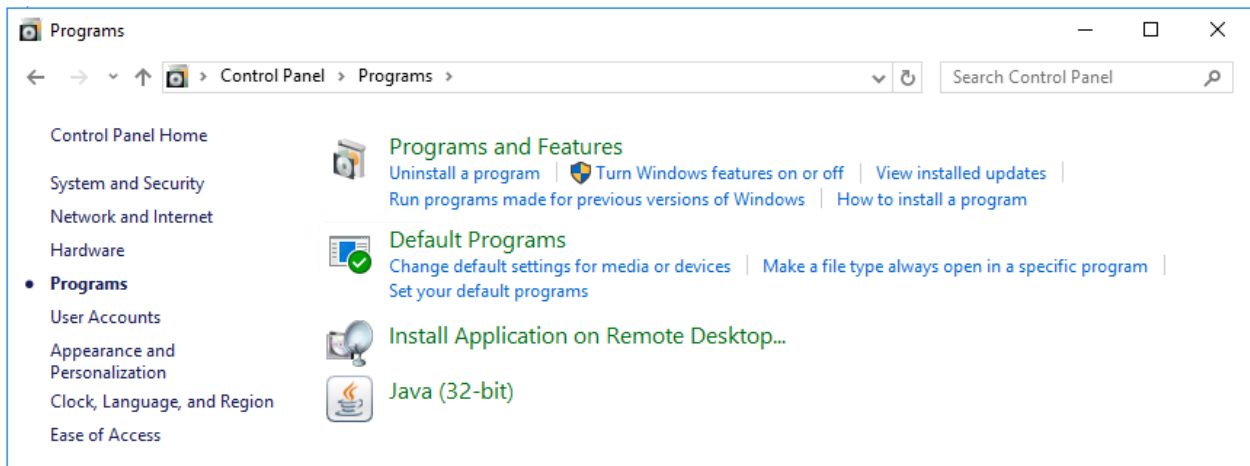 Programs
Control Panel > Programs >
Search Control Panel
Control Panel Home
System and Security
Network and Internet
Hardware
Programs
User Accounts
Appearance and
Personalization
Clock, Language, and Region
Ease of Access
Programs and Features
Uninstall a program
Turn Windows features on or off
View installed updates
Run programs made for previous versions of Windows
How to install a program
Default Programs
Change default settings for media or devices
Make a file type always open in a specific program
Set your default programs
Install Application on Remote Desktop...
Java (32-bit)